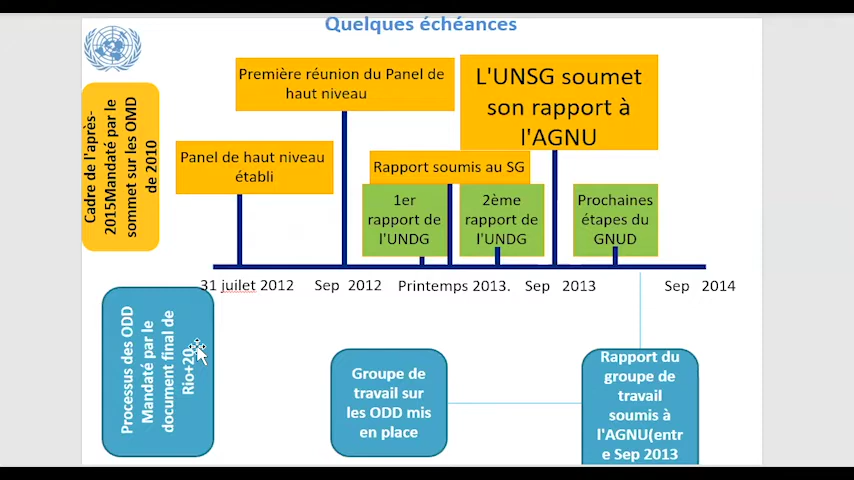 Quelques échéances
Cadre de l'après-
2015Mandaté par le
sommet sur les OMD
de 2010
Première réunion du Panel de
haut niveau
L'UNSG soumet
son rapport à
l'AGNU
Panel de haut niveau
établi
Rapport soumis au SG
1er
rapport de
l'UNDG
2ème
rapport de
l'UNDG
Prochaines
étapes du
GNUD
31 juilet 2012
Sep 2012
Printemps 2013.
Sep 2013
Sep 2014
Processus des ODD
Mandaté par le
document final de
Rio+20
Groupe de
travail sur
les ODD mis
en place
Rapport du
groupe de
travail
soumis à
l'AGNU(entr
e Sep 2013